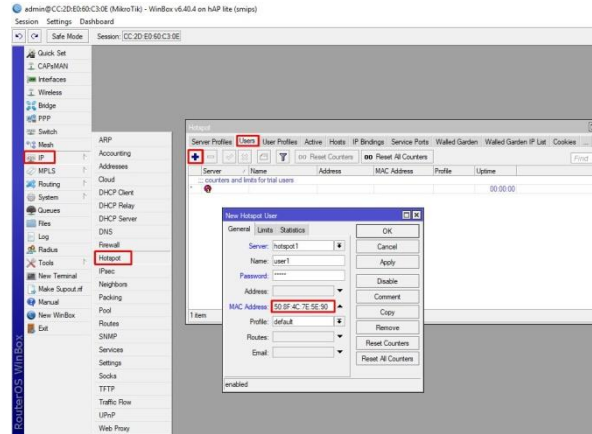 admin@CC:2D:E0:60:C3:0E (MikroTik) - WinBox v6.40.4 on hAP lite (smips)
Session Settings Dashboard
Safe Mode Session: CC:2D:E0:60:C3:0E
Quick Set
CAPsMAN
Interfaces
Wireless
Bridge
PPP
Switch
Mesh
IP
MPLS
Routing
System
Queues
Files
Log
Radius
Tools
New Terminal
Make Supout.rif
Manual
New WinBox
Exit
RouterOS WinBox
ARP
Accounting
Addresses
Cloud
DHCP Client
DHCP Relay
DHCP Server
DNS
Firewall
Hotspot
IPsec
Neighbors
Packing
Pool
Routes
SNMP
Services
Settings
Socks
TFTP
Traffic Flow
UPnP
Web Proxy
Hotspot
Server Profiles Users User Profiles Active Hosts IP Bindings Service Ports Walled Garden Walled Garden IP List Cookies ...
00 Reset Counters 00 Reset All Counters Find
Server Name Address MAC Address Profile Uptime
::: counters and limits for trial users
00:00:00
1 item
New Hotspot User
General Limits Statistics
Server: hotspot1
Name: user1
Password: *****
Address:
MAC Address: 50:8F:4C:7E:5E:90
Profile: default
Routes:
Email:
OK
Cancel
Apply
Disable
Comment
Copy
Remove
Reset Counters
Reset All Counters
enabled